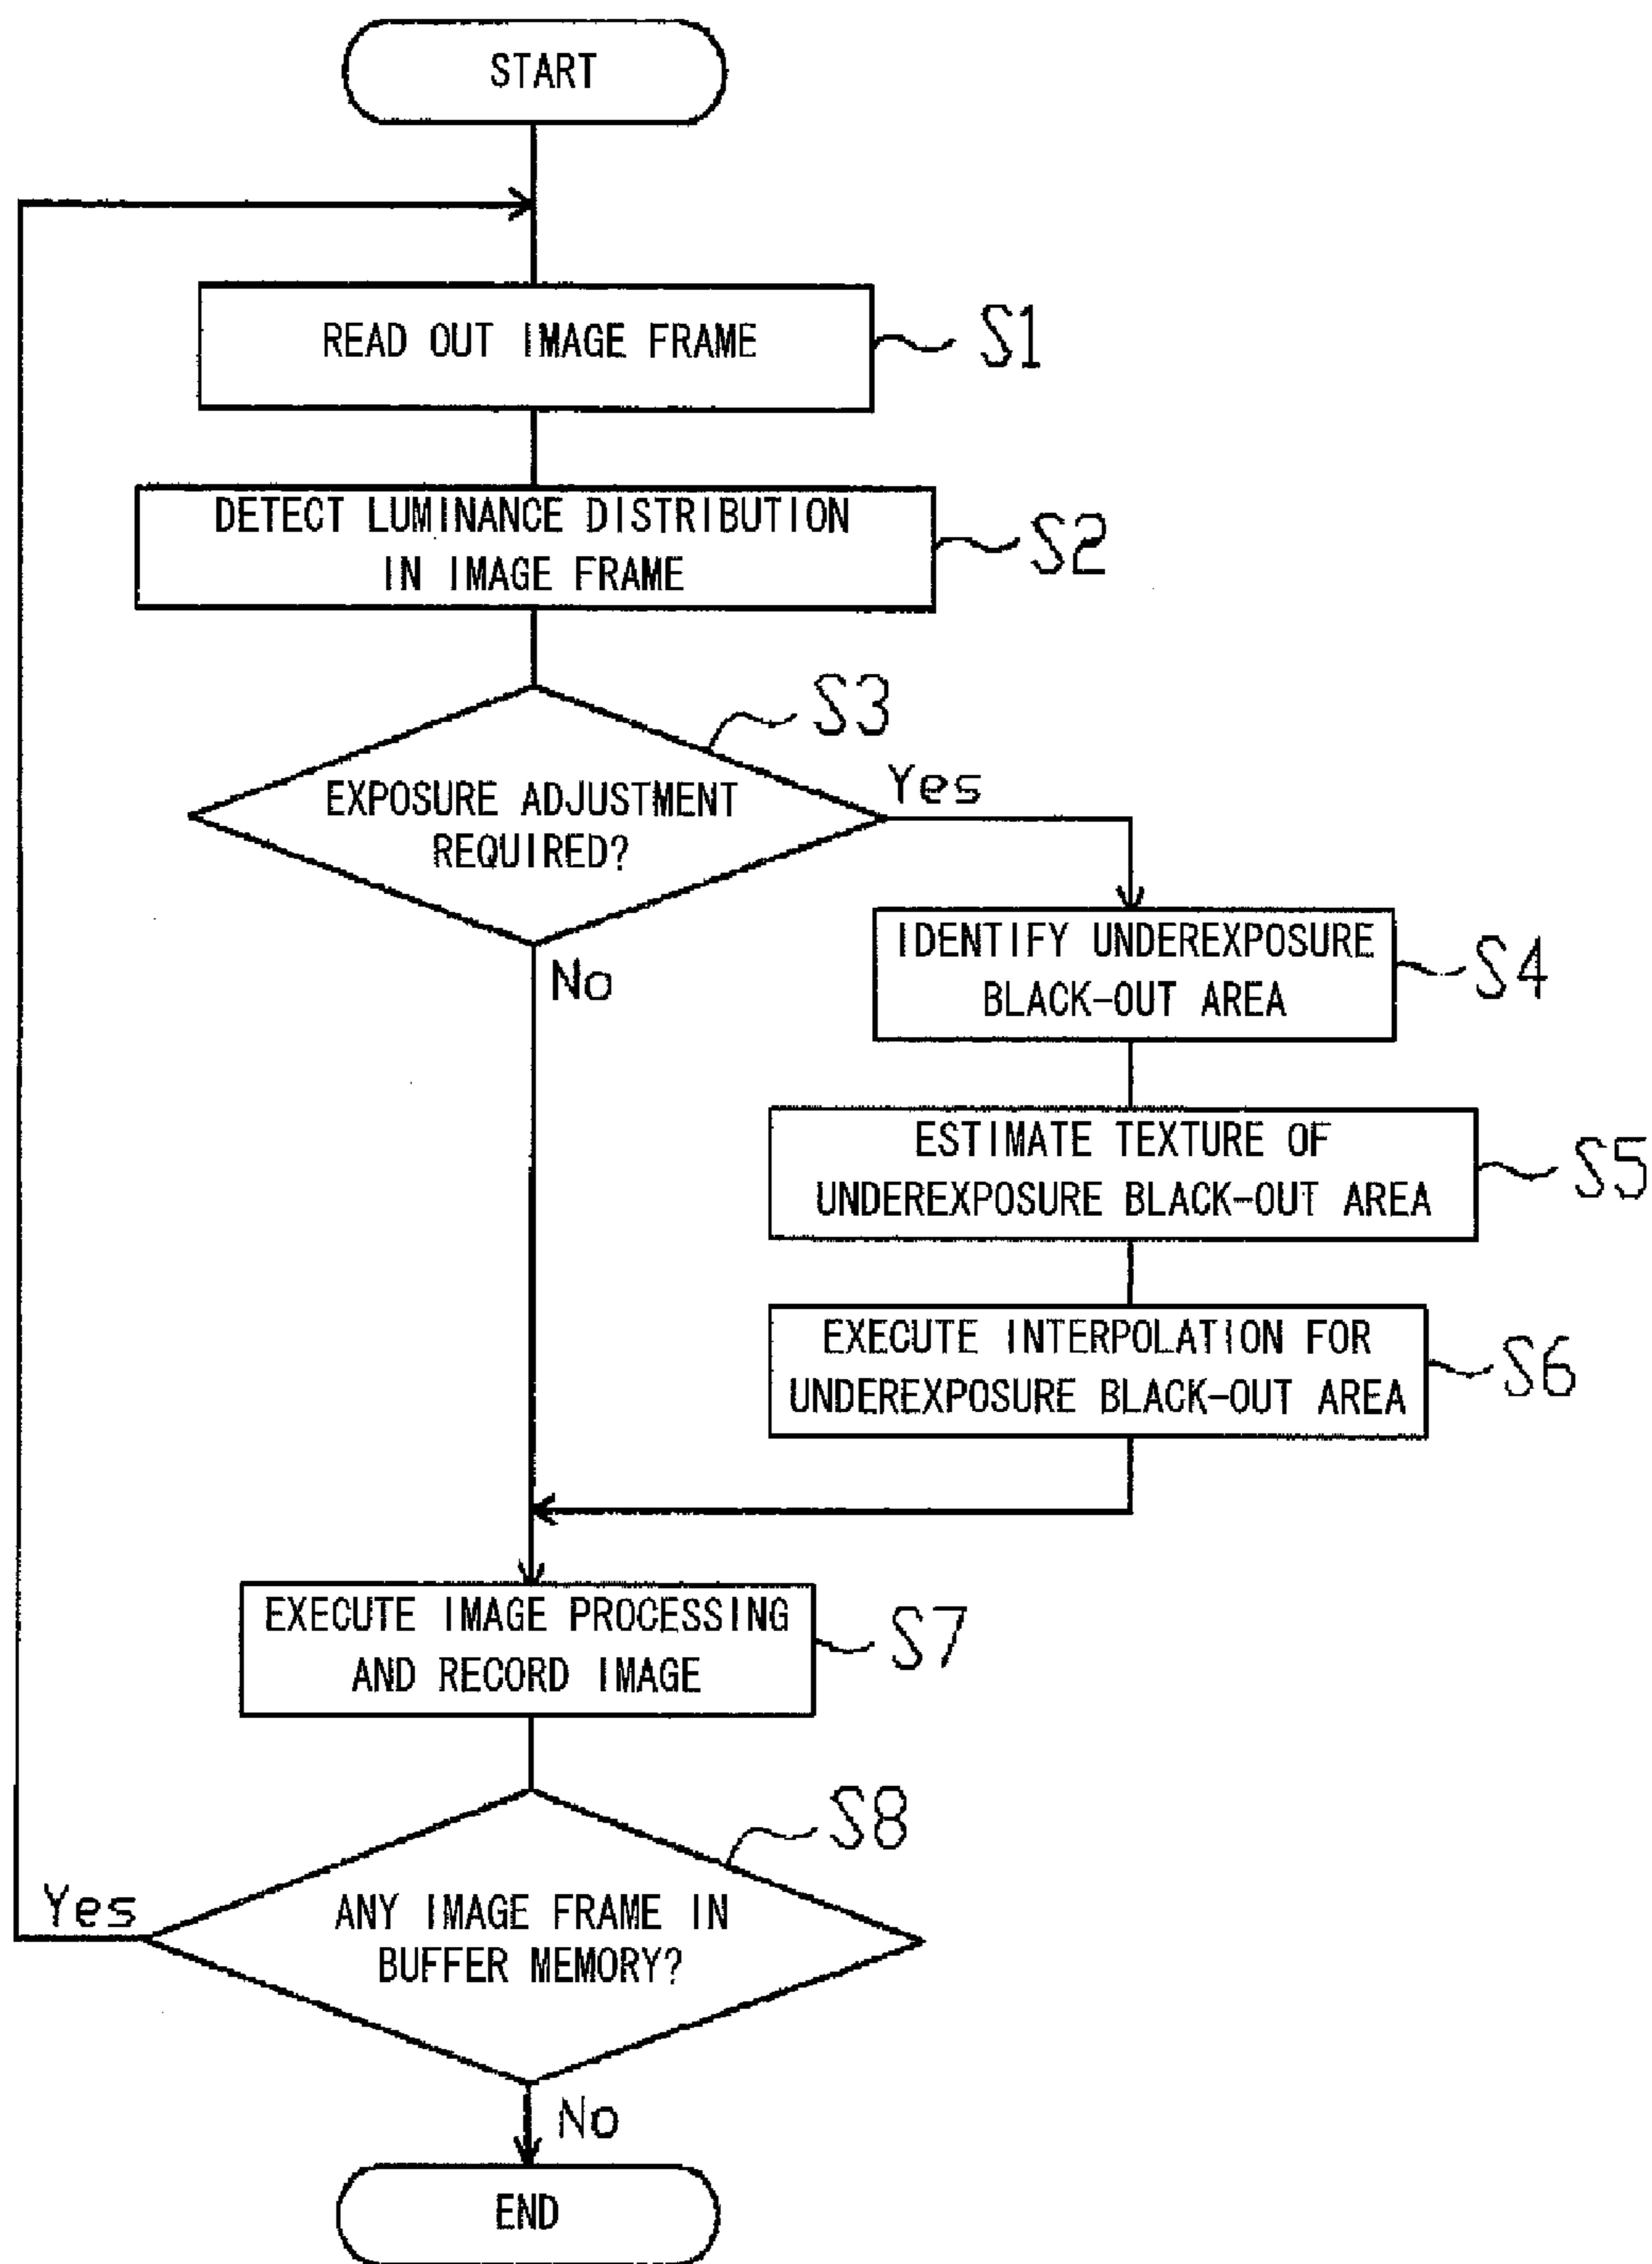 START
READ OUT IMAGE FRAME
S1
DETECT LUMINANCE DISTRIBUTION
IN IMAGE FRAME
S2
S3
EXPOSURE ADJUSTMENT
REQUIRED?
Yes
No
IDENTIFY UNDEREXPOSURE
BLACK-OUT AREA
S4
ESTIMATE TEXTURE OF
UNDEREXPOSURE BLACK-OUT AREA
S5
EXECUTE INTERPOLATION FOR
UNDEREXPOSURE BLACK-OUT AREA
S6
EXECUTE IMAGE PROCESSING
AND RECORD IMAGE
S7
S8
ANY IMAGE FRAME IN
BUFFER MEMORY?
Yes
No
END